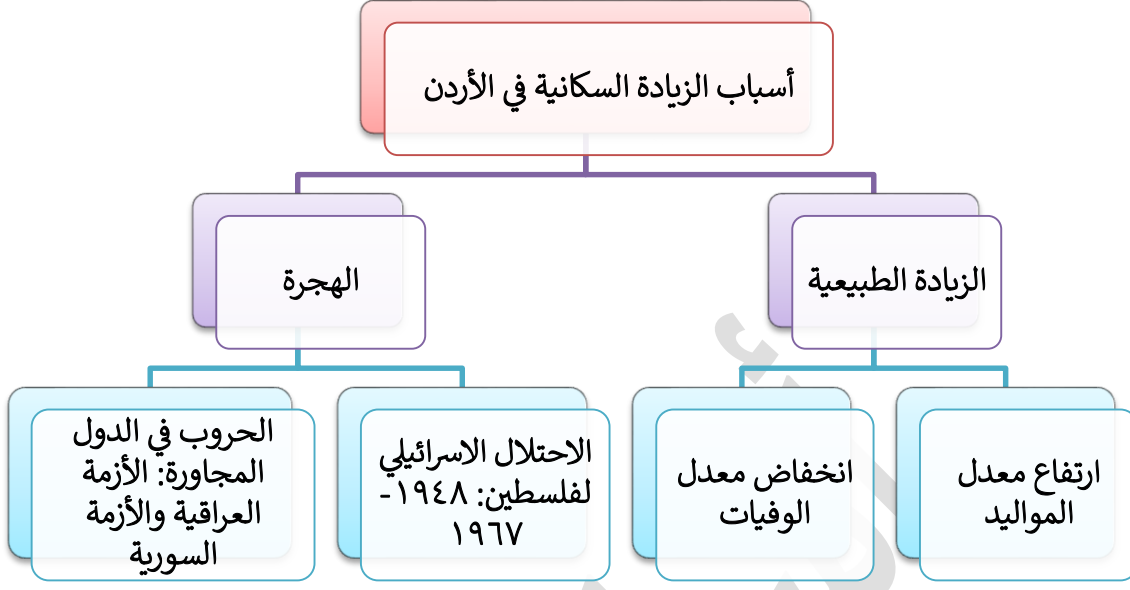 أسباب الزيادة السكانية في الأردن
الزيادة الطبيعية
الهجرة
ارتفاع معدل
المواليد
انخفاض معدل
الوفيات
الاحتلال الاسرائيلي
لفلسطين: ١٩٤٨-
١٩٦٧
الحروب في الدول
المجاورة: الأزمة
العراقية والأزمة
السورية